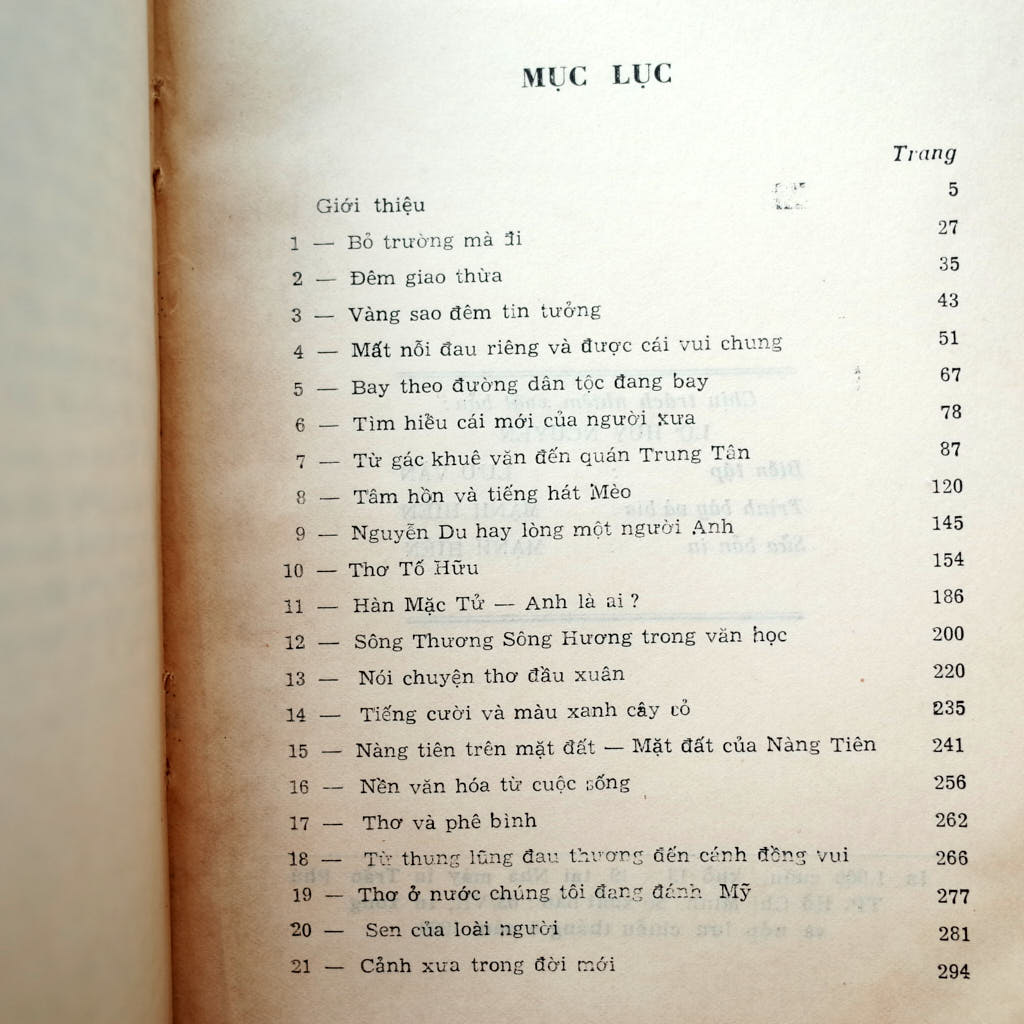 MỤC LỤC
Trang
Giới thiệu 5
1 — Bỏ trường mà đi 27
2 — Đêm giao thừa 35
3 — Vàng sao đêm tin tưởng 43
4 — Mất nỗi đau riêng và được cái vui chung 51
5 — Bay theo đường dân tộc đang bay 67
6 — Tìm hiểu cái mới của người xưa 78
7 — Từ gác khuê văn đến quán Trung Tân 87
8 — Tâm hồn và tiếng hát Mèo 120
9 — Nguyễn Du hay lòng một người Anh 145
10 — Thơ Tố Hữu 154
11 — Hàn Mặc Tử — Anh là ai ? 186
12 — Sông Thương Sông Hương trong văn học 200
13 — Nói chuyện thơ đầu xuân 220
14 — Tiếng cười và màu xanh cây cỏ 235
15 — Nàng tiên trên mặt đất — Mặt đất của Nàng Tiên 241
16 — Nền văn hóa từ cuộc sống 256
17 — Thơ và phê bình 262
18 — Từ thung lũng đau thương đến cánh đồng vui 266
19 — Thơ ở nước chúng tôi đang đánh Mỹ 277
20 — Sen của loài người 281
21 — Cảnh xưa trong đời mới 294